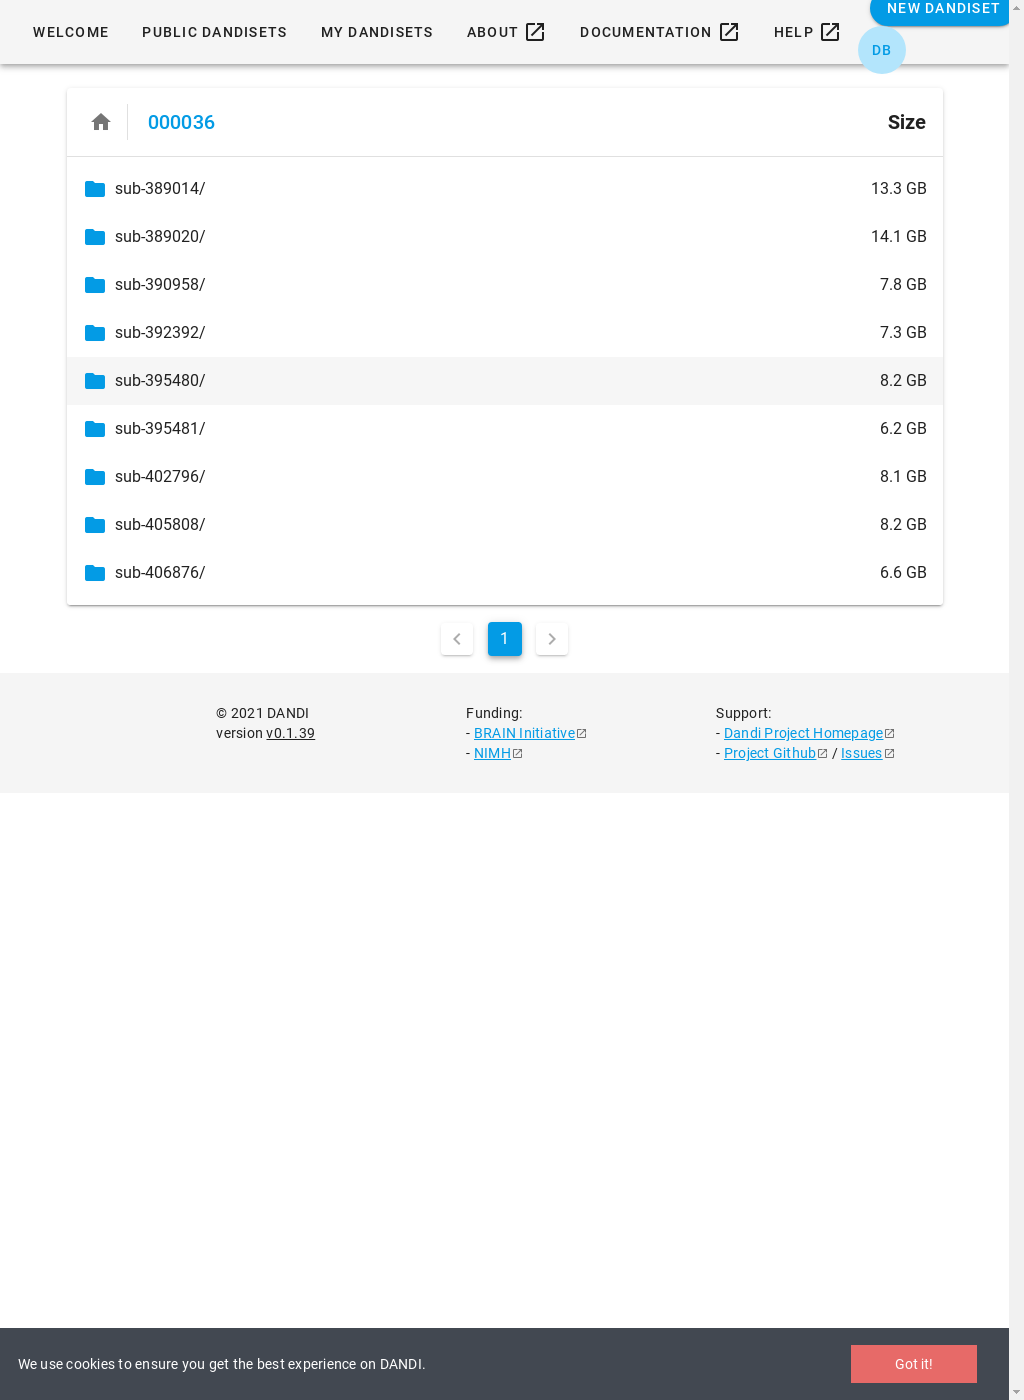 NEW DANDISET
WELCOME PUBLIC DANDISETS MY DANDISETS ABOUT DOCUMENTATION HELP
DB
000036 Size
sub-389014/ 13.3 GB
sub-389020/ 14.1 GB
sub-390958/ 7.8 GB
sub-392392/ 7.3 GB
sub-395480/ 8.2 GB
sub-395481/ 6.2 GB
sub-402796/ 8.1 GB
sub-405808/ 8.2 GB
sub-406876/ 6.6 GB
1
© 2021 DANDI
version v0.1.39
Funding:
- BRAIN Initiative
- NIMH
Support:
- Dandi Project Homepage
- Project Github / Issues
We use cookies to ensure you get the best experience on DANDI. Got it!